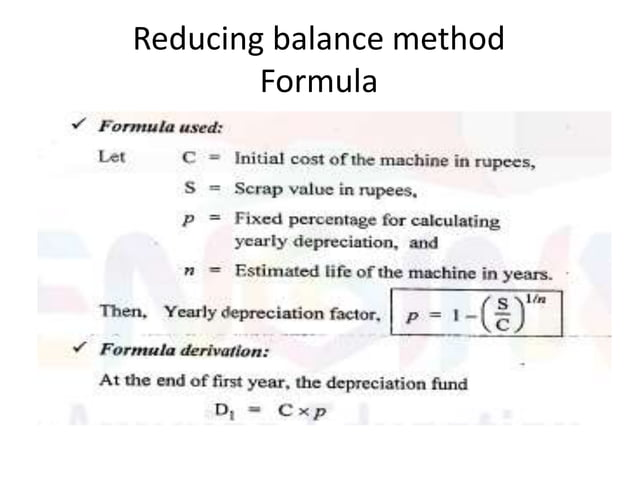 Reducing balance method
Formula
✓ Formula used:
Let C = Initial cost of the machine in rupees,
S = Scrap value in rupees,
p = Fixed percentage for calculating
yearly depreciation, and
n = Estimated life of the machine in years.
Then, Yearly depreciation factor, p = 1 − (S/C)^1/n
✓ Formula derivation:
At the end of first year, the depreciation fund
D₁ = C × p